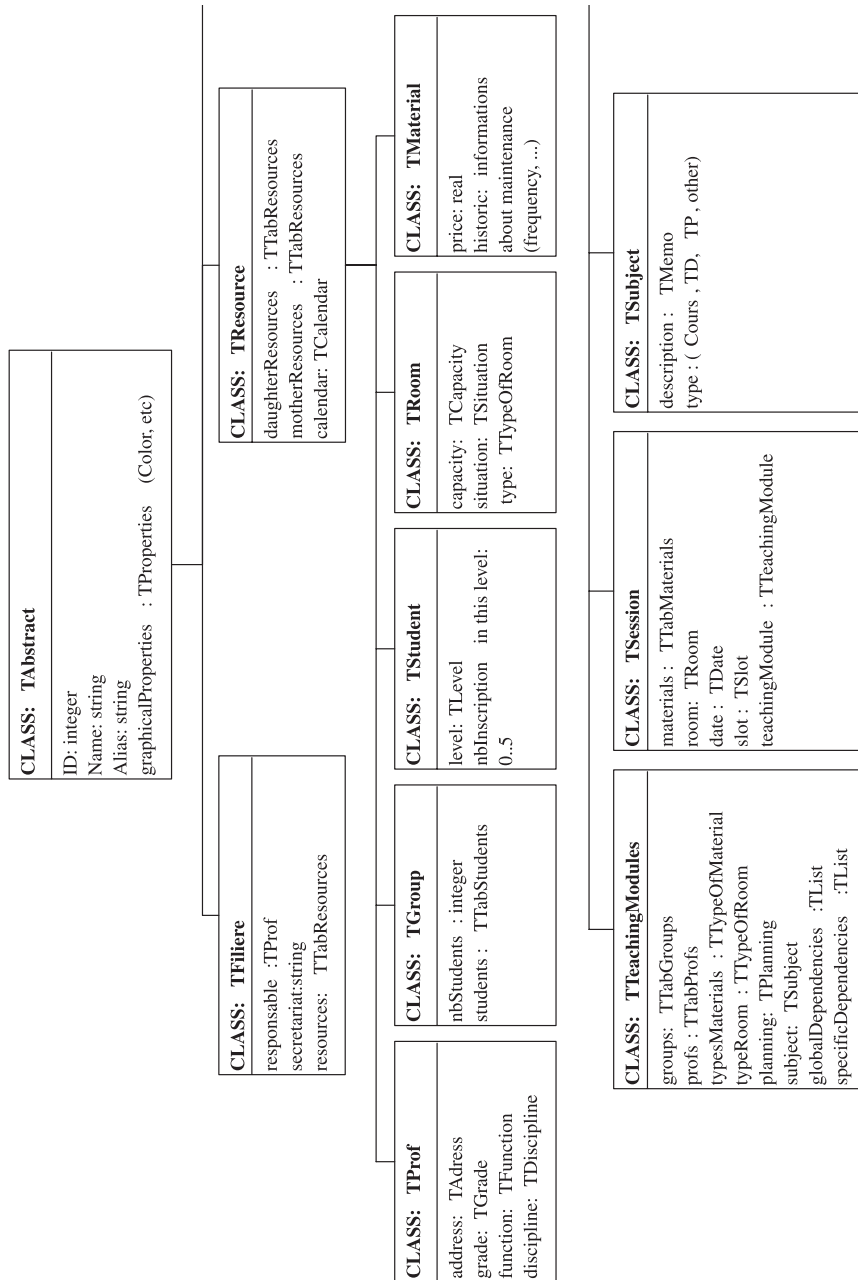 CLASS: TAbstract
ID: integer
Name: string
Alias: string
graphicalProperties : TProperties (Color, etc)
CLASS: TFiliere
responsable :TProf
secretariat:string
resources: TTabResources
CLASS: TResource
daughterResources : TTabResources
motherResources : TTabResources
calendar: TCalendar
CLASS: TProf
address: TAdress
grade: TGrade
function: TFunction
discipline: TDiscipline
CLASS: TGroup
nbStudents : integer
students : TTabStudents
CLASS: TStudent
level: TLevel
nbInscription in this level:
0..5
CLASS: TRoom
capacity: TCapacity
situation: TSituation
type: TTypeOfRoom
CLASS: TMaterial
price: real
historic: informations
about maintenance
(frequency, ...)
CLASS: TTeachingModules
groups: TTabGroups
profs : TTabProfs
typesMaterials : TTypeOfMaterial
typeRoom : TTypeOfRoom
planning: TPlanning
subject: TSubject
globalDependencies :TList
specificDependencies :TList
CLASS: TSession
materials : TTabMaterials
room: TRoom
date : TDate
slot : TSlot
teachingModule : TTeachingModule
CLASS: TSubject
description : TMemo
type : ( Cours , TD, TP , other)